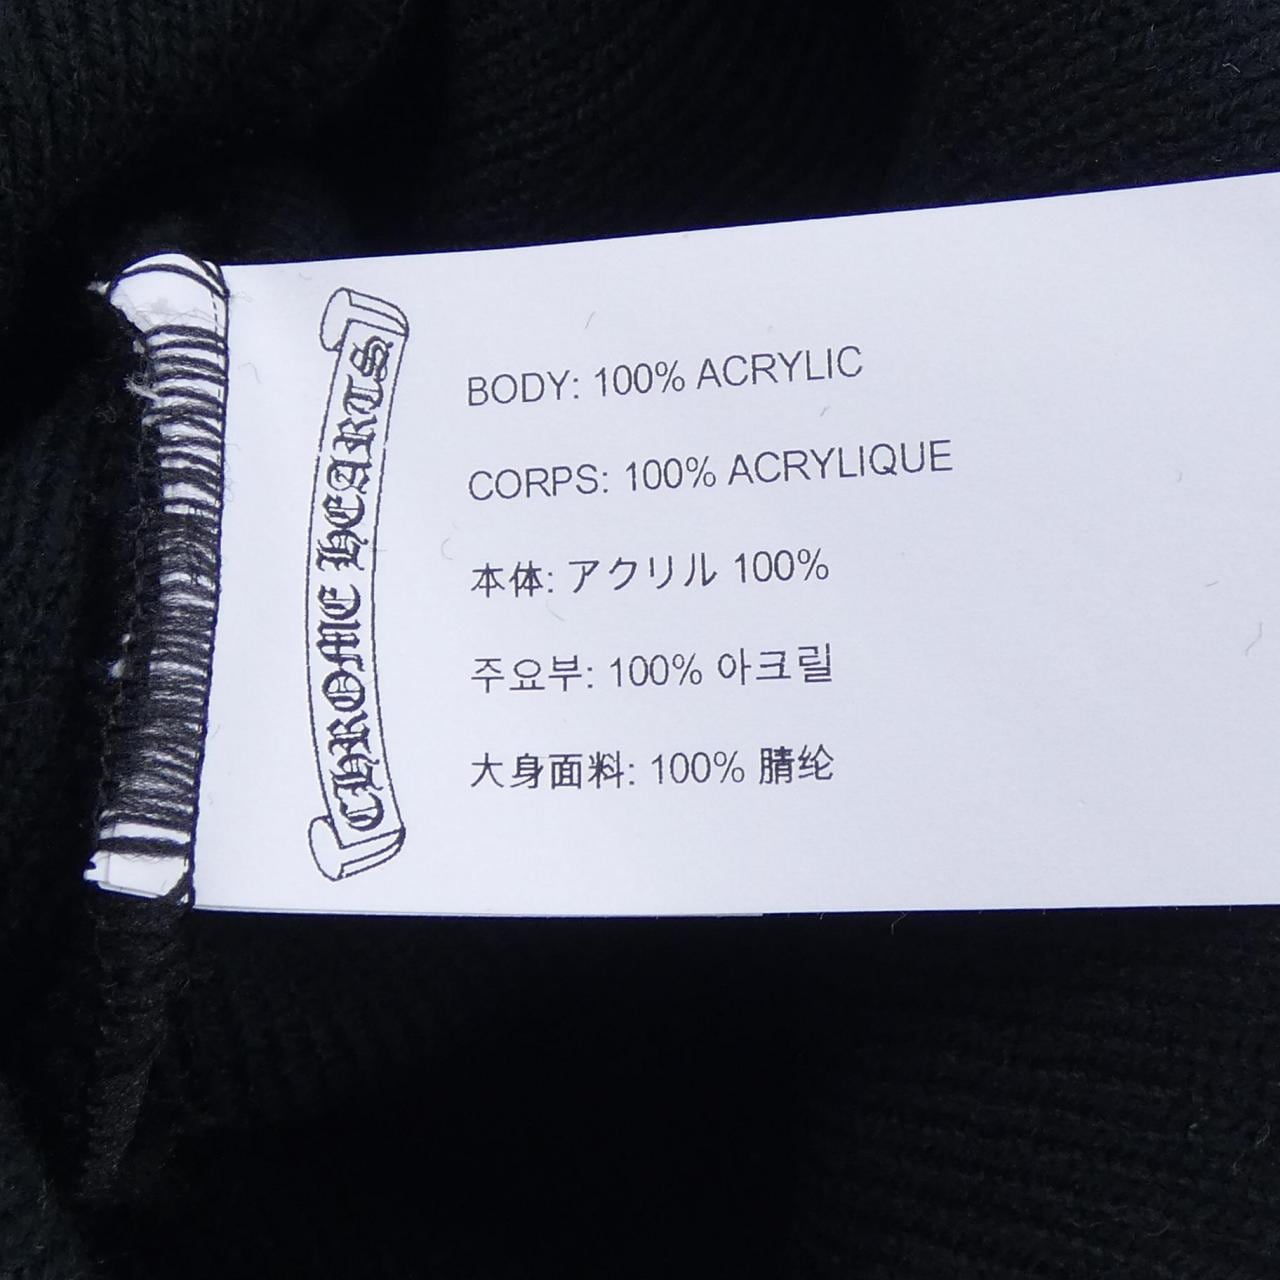 CHROME HEARTS
BODY: 100% ACRYLIC
CORPS: 100% ACRYLIQUE
本体: アクリル 100%
주요부: 100% 아크릴
大身面料: 100% 腈纶